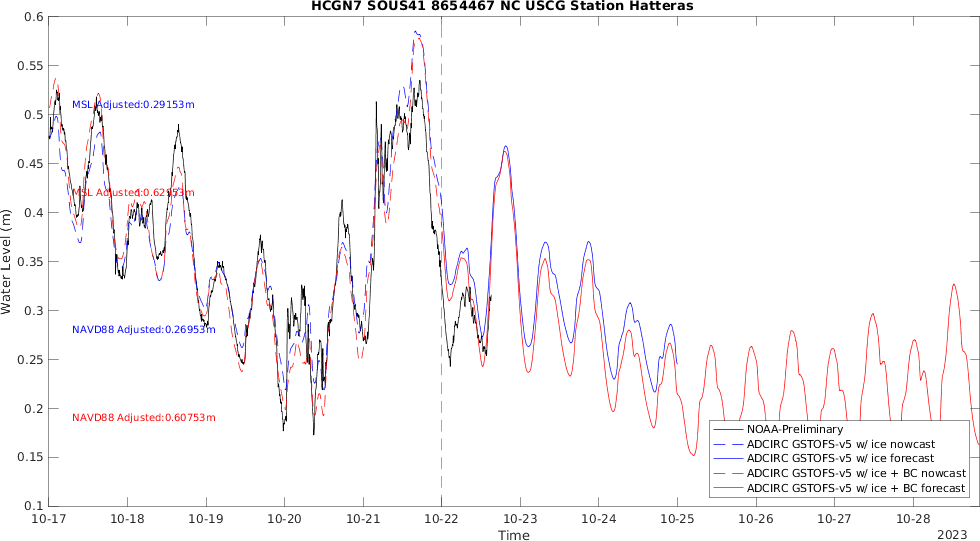 HCGN7 SOUS41 8654467 NC USCG Station Hatteras
0.6
0.55
0.5
0.45
0.4
0.35
0.3
0.25
0.2
0.15
0.1
Water Level (m)
MSL Adjusted:0.29153m
MSL Adjusted:0.62953m
NAVD88 Adjusted:0.26953m
NAVD88 Adjusted:0.60753m
NOAA-Preliminary
ADCIRC GSTOFS-v5 w/ ice nowcast
ADCIRC GSTOFS-v5 w/ ice forecast
ADCIRC GSTOFS-v5 w/ ice + BC nowcast
ADCIRC GSTOFS-v5 w/ ice + BC forecast
10-17 10-18 10-19 10-20 10-21 10-22 10-23 10-24 10-25 10-26 10-27 10-28
Time
2023